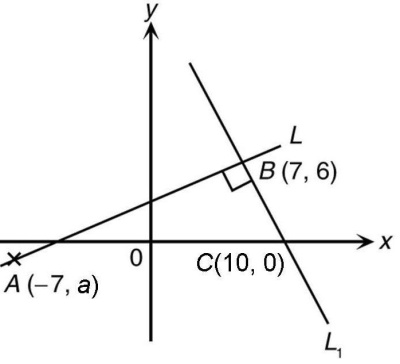 y
L
B (7, 6)
x
0
C(10, 0)
A (−7, a)
L₁